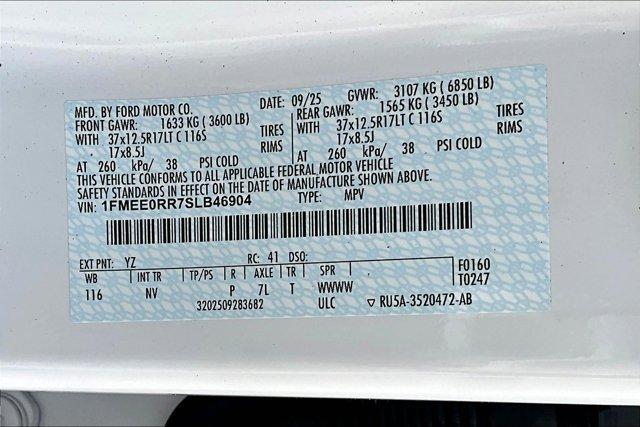 MFD. BY FORD MOTOR CO. DATE: 09/25 GVWR: 3107 KG ( 6850 LB)
FRONT GAWR: 1633 KG ( 3600 LB) REAR GAWR: 1565 KG ( 3450 LB)
WITH 37x12.5R17LT C 116S TIRES WITH 37x12.5R17LT C 116S TIRES
17x8.5J RIMS 17x8.5J RIMS
AT 260 kPa/ 38 PSI COLD AT 260 kPa/ 38 PSI COLD
THIS VEHICLE CONFORMS TO ALL APPLICABLE FEDERAL MOTOR VEHICLE
SAFETY STANDARDS IN EFFECT ON THE DATE OF MANUFACTURE SHOWN ABOVE.
VIN: 1FMEE0RR7SLB46904 TYPE: MPV
EXT PNT: YZ RC: 41 DSO: F0160
WB INT TR TP/PS R AXLE TR SPR T0247
116 NV P 7L T WWWW
3202509283682 ULC ▽ RU5A-3520472-AB